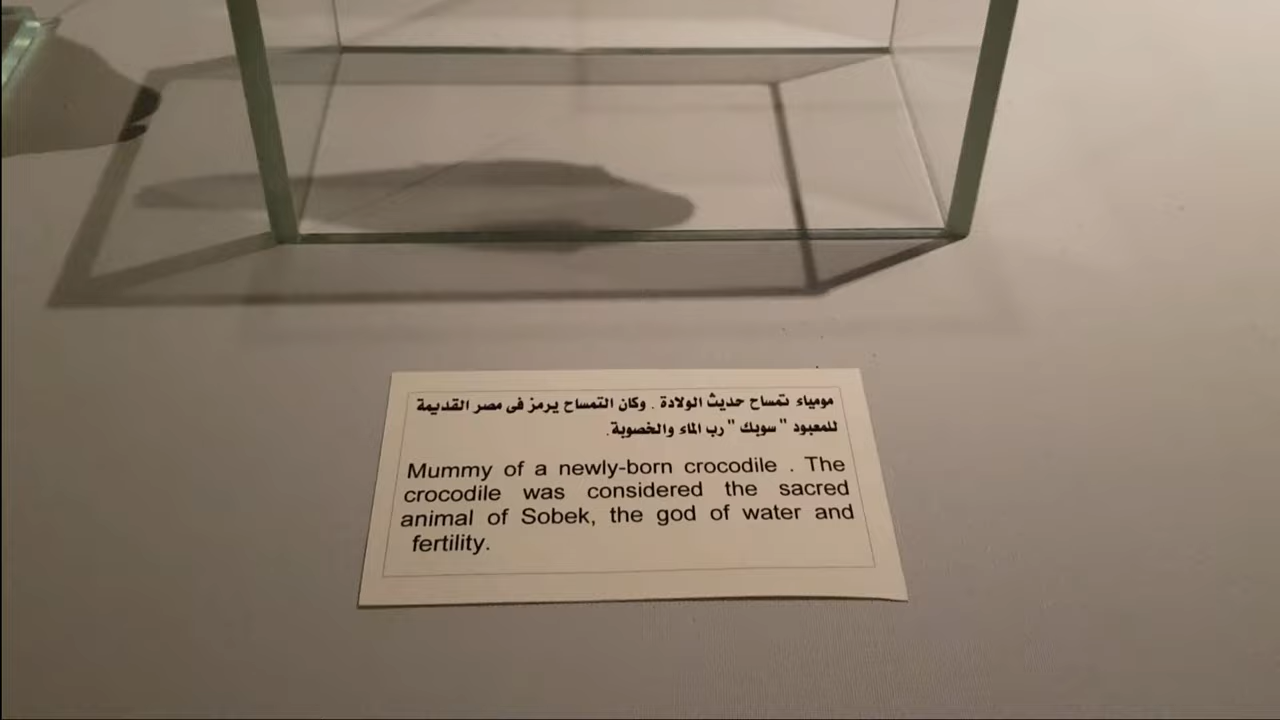 مومياء تمساح حديث الولادة . وكان التمساح يرمز فى مصر القديمة
للمعبود " سوبك " رب الماء والخصوبة.
Mummy of a newly-born crocodile . The
crocodile was considered the sacred
animal of Sobek, the god of water and
fertility.